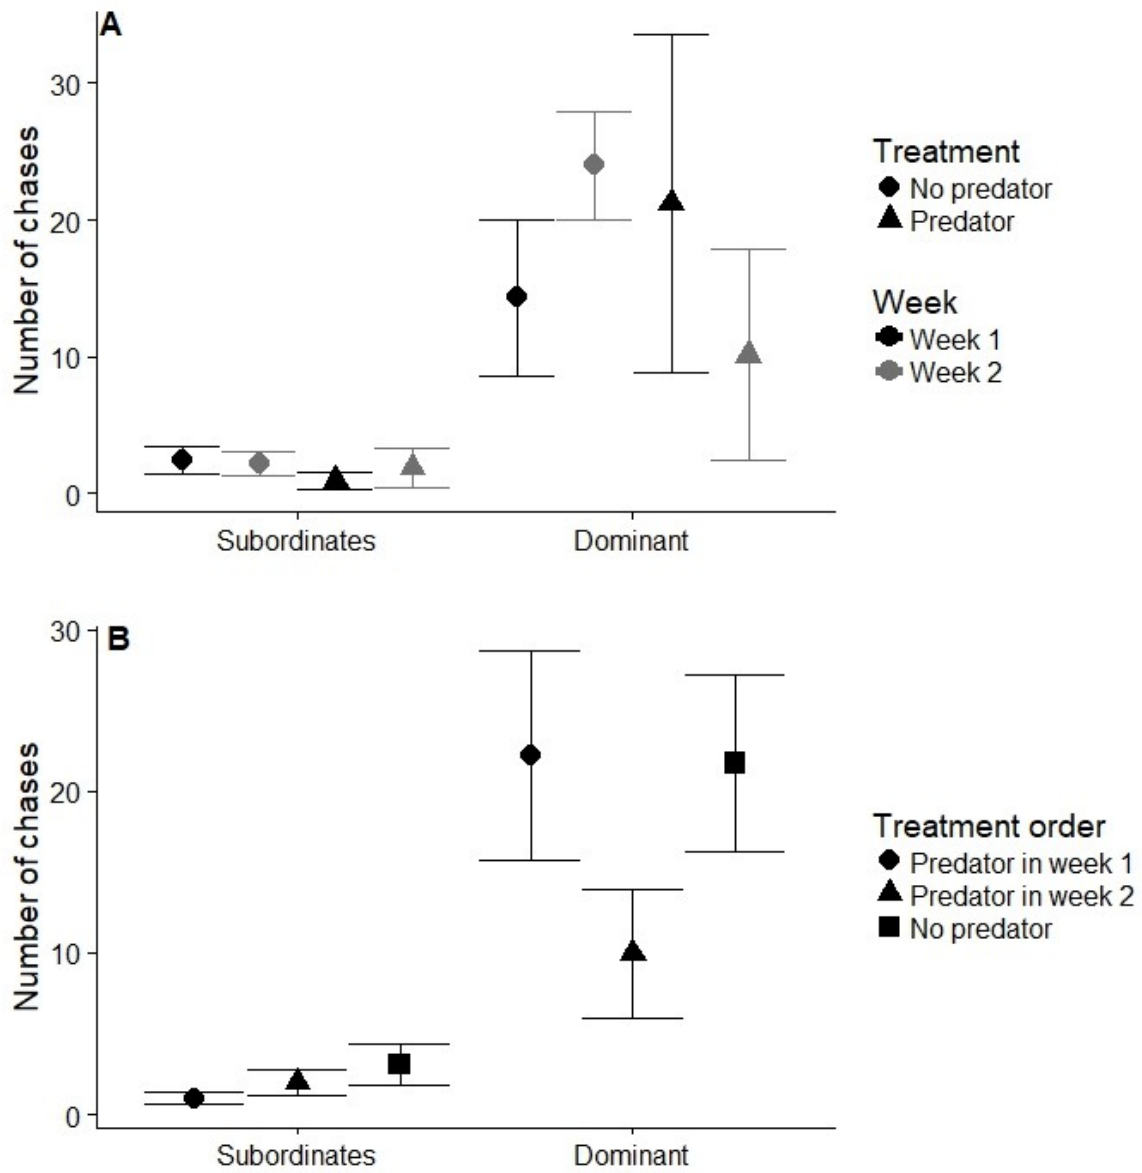 A
Number of chases
30
20
10
0
Subordinates
Dominant
Treatment
No predator
Predator
Week
Week 1
Week 2
B
Number of chases
30
20
10
0
Subordinates
Dominant
Treatment order
Predator in week 1
Predator in week 2
No predator